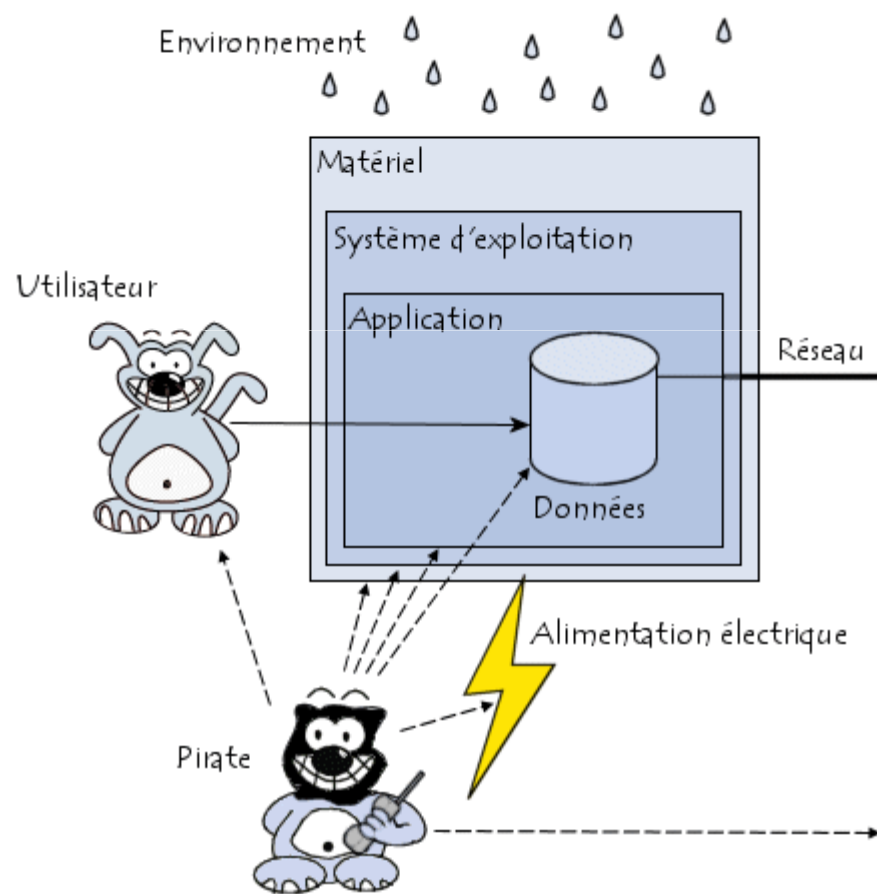 Environnement
Matériel
Système d'exploitation
Utilisateur
Application
Réseau
Données
Alimentation électrique
Pirate